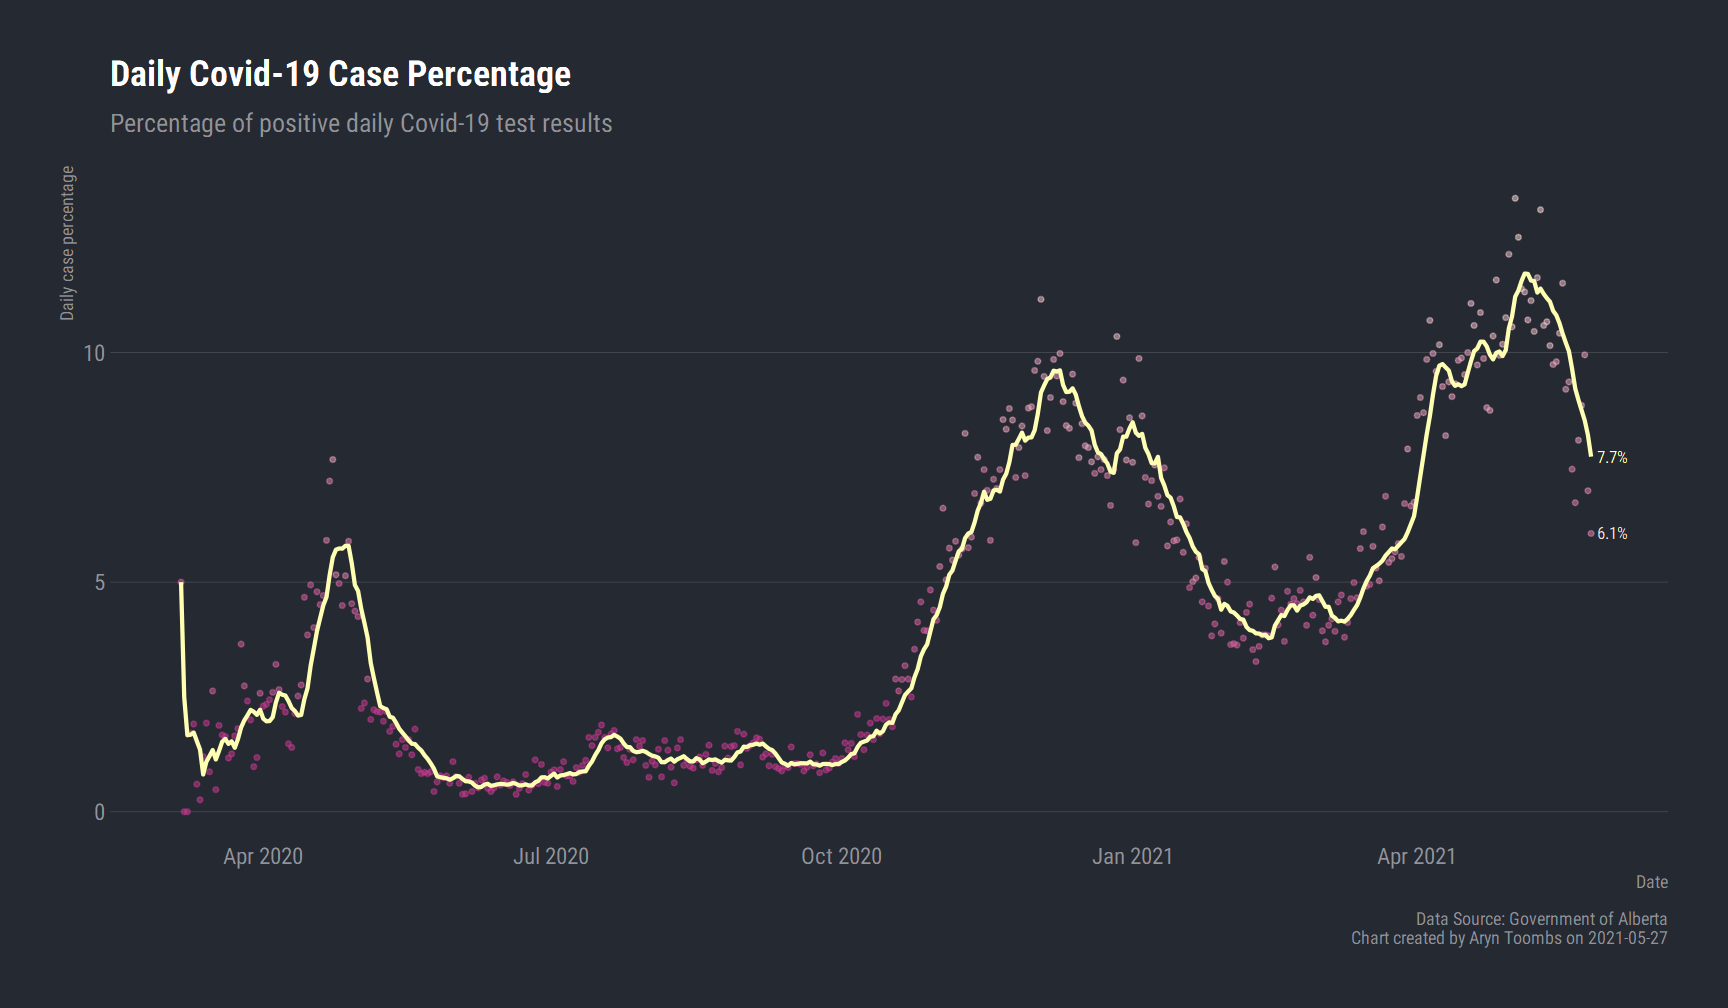 Daily Covid-19 Case Percentage
Percentage of positive daily Covid-19 test results
Daily case percentage
10
5
0
7.7%
6.1%
Apr 2020
Jul 2020
Oct 2020
Jan 2021
Apr 2021
Date
Data Source: Government of Alberta
Chart created by Aryn Toombs on 2021-05-27